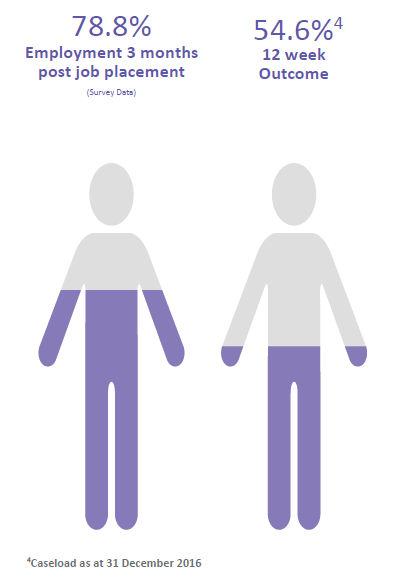 78.8%
Employment 3 months
post job placement
(Survey Data)
54.6%⁴
12 week
Outcome
⁴Caseload as at 31 December 2016